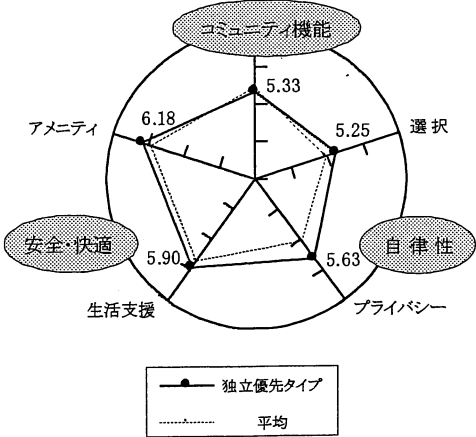 コミュニティ機能
5.33
6.18
アメニティ
5.25
選択
安全・快適
自律性
5.90
5.63
生活支援
プライバシー
独立優先タイプ
平均